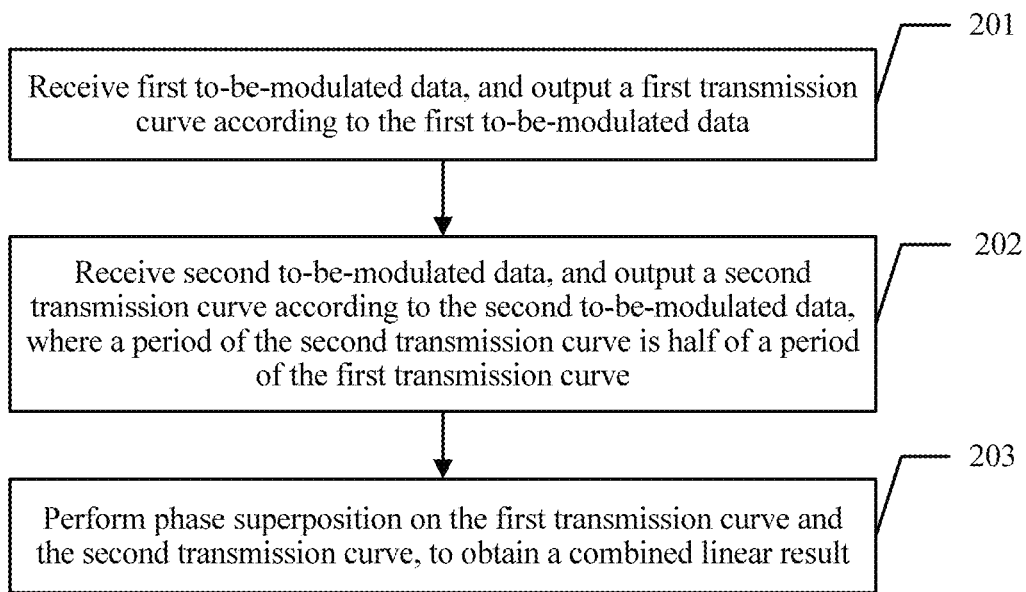 201
Receive first to-be-modulated data, and output a first transmission
curve according to the first to-be-modulated data
202
Receive second to-be-modulated data, and output a second
transmission curve according to the second to-be-modulated data,
where a period of the second transmission curve is half of a period
of the first transmission curve
203
Perform phase superposition on the first transmission curve and
the second transmission curve, to obtain a combined linear result